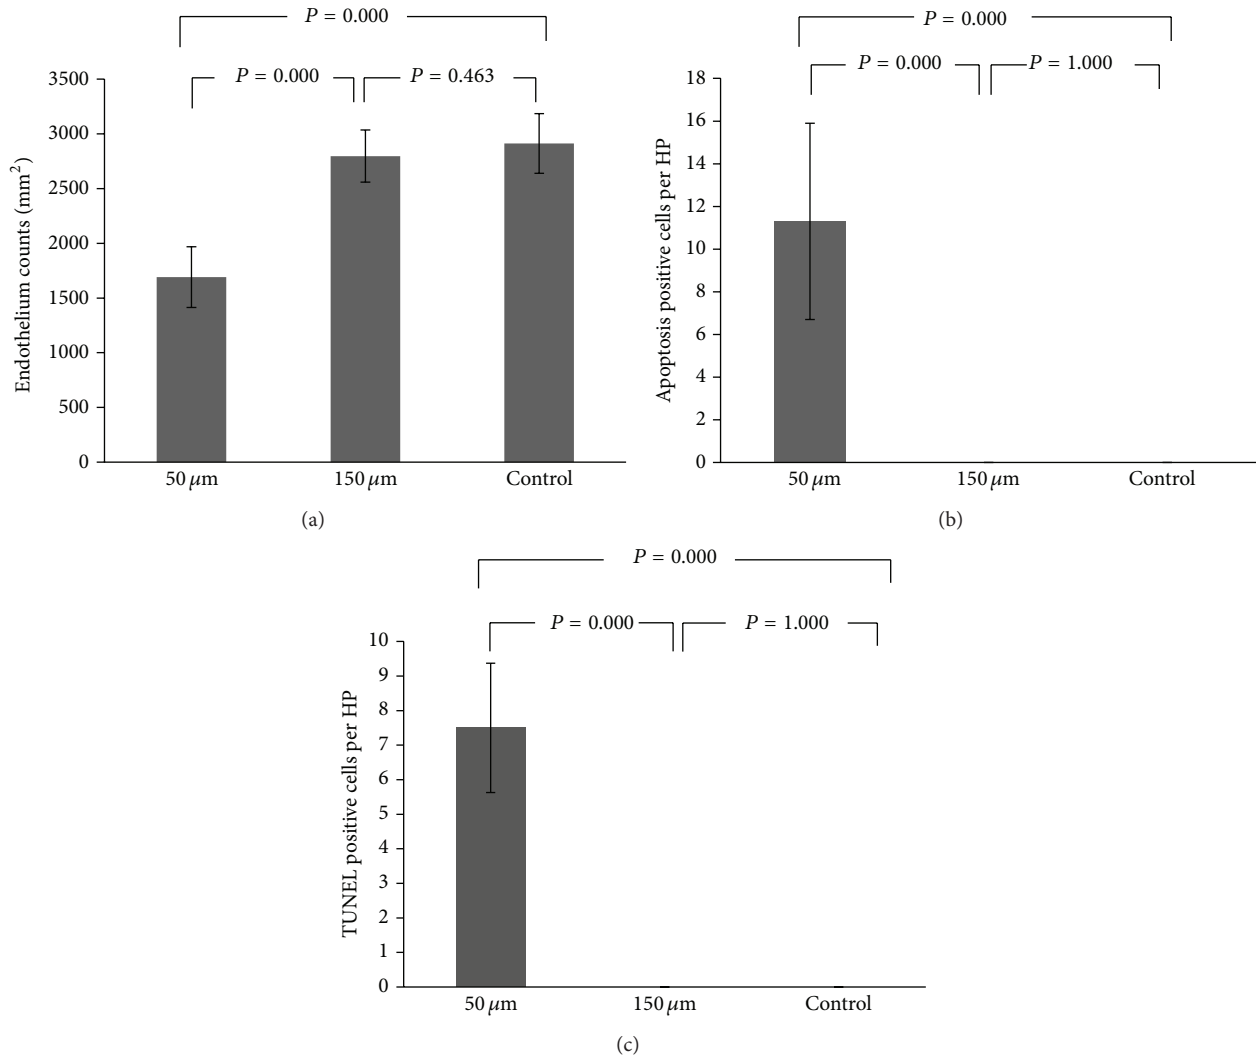 P = 0.000
P = 0.000
P = 0.463
3500
3000
2500
2000
1500
1000
500
0
Endothelium counts (mm²)
50 μm
150 μm
Control
(a)
P = 0.000
P = 0.000
P = 1.000
18
16
14
12
10
8
6
4
2
0
Apoptosis positive cells per HP
50 μm
150 μm
Control
(b)
P = 0.000
P = 0.000
P = 1.000
10
9
8
7
6
5
4
3
2
1
0
TUNEL positive cells per HP
50 μm
150 μm
Control
(c)